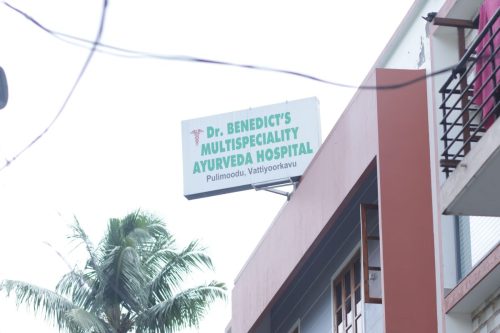 Dr. BENEDICT'S
MULTISPECIALITY
AYURVEDA HOSPITAL
Pulimoodu, Vattiyoorkavu